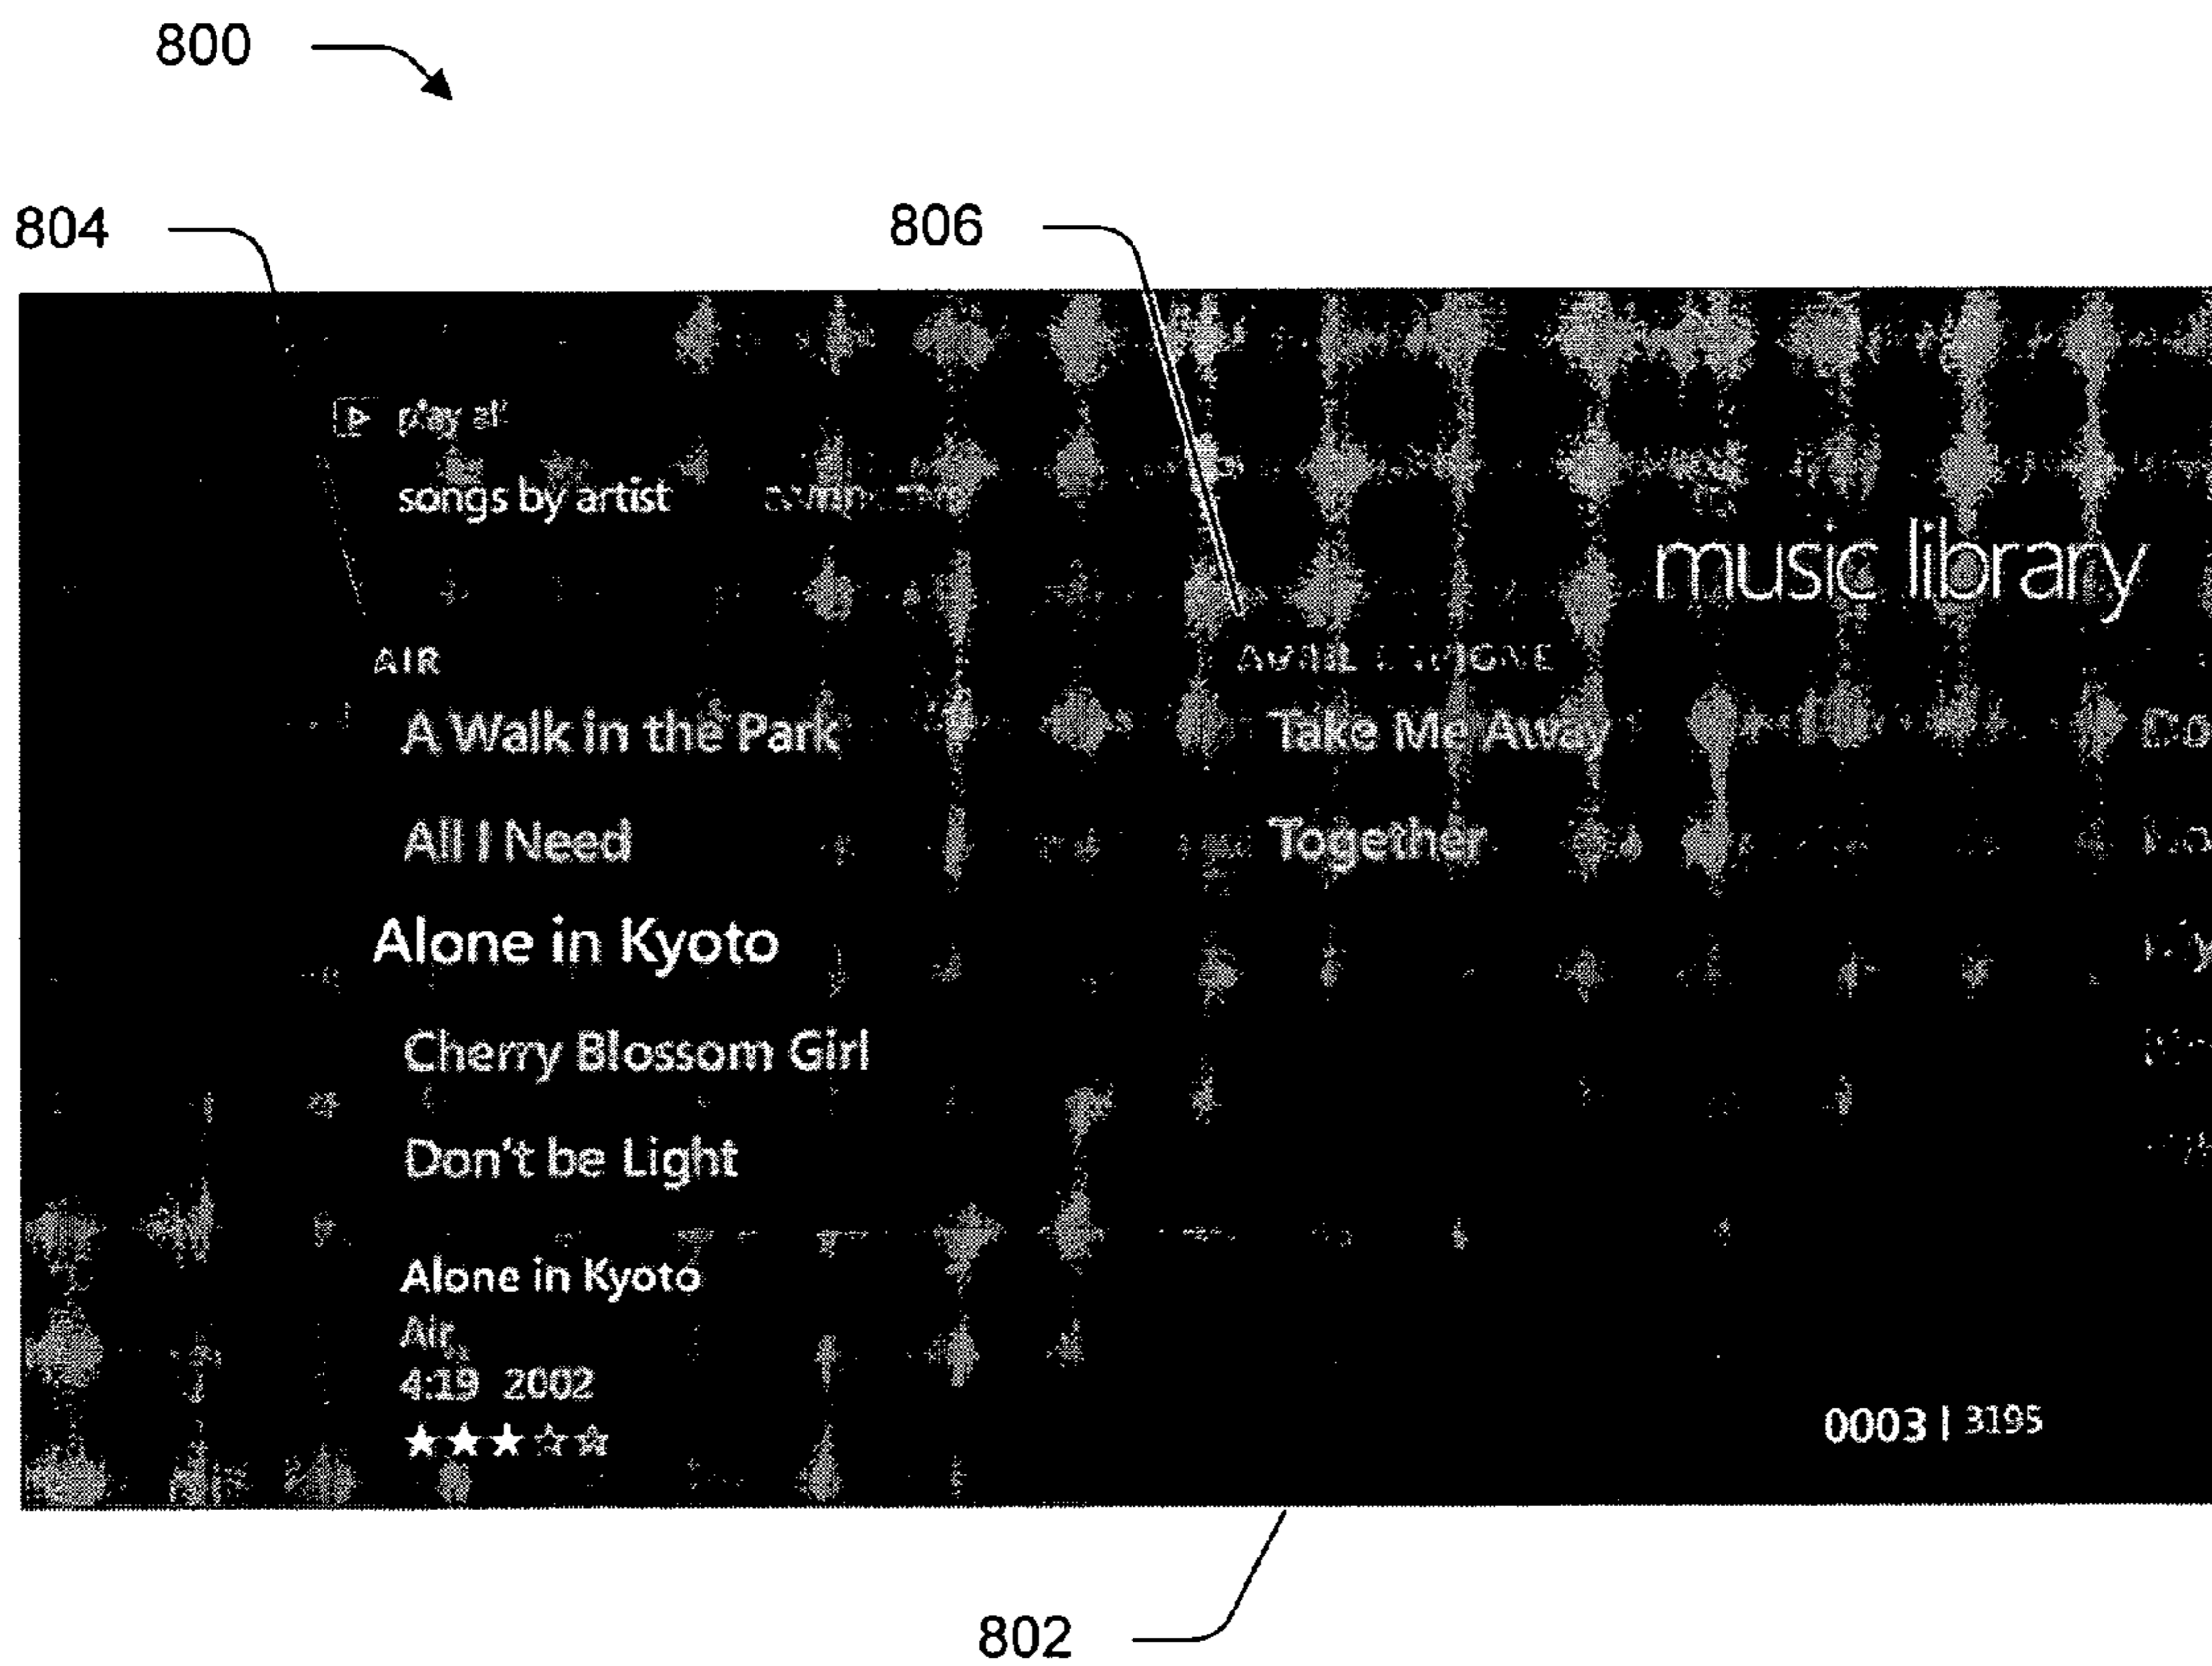 800
804
806
play all
songs by artist
music library
AIR
AVRIL LAVIGNE
A Walk in the Park
Take Me Away
All I Need
Together
Alone in Kyoto
Cherry Blossom Girl
Don't be Light
Alone in Kyoto
Air
4:19 2002
0003 | 3195
802